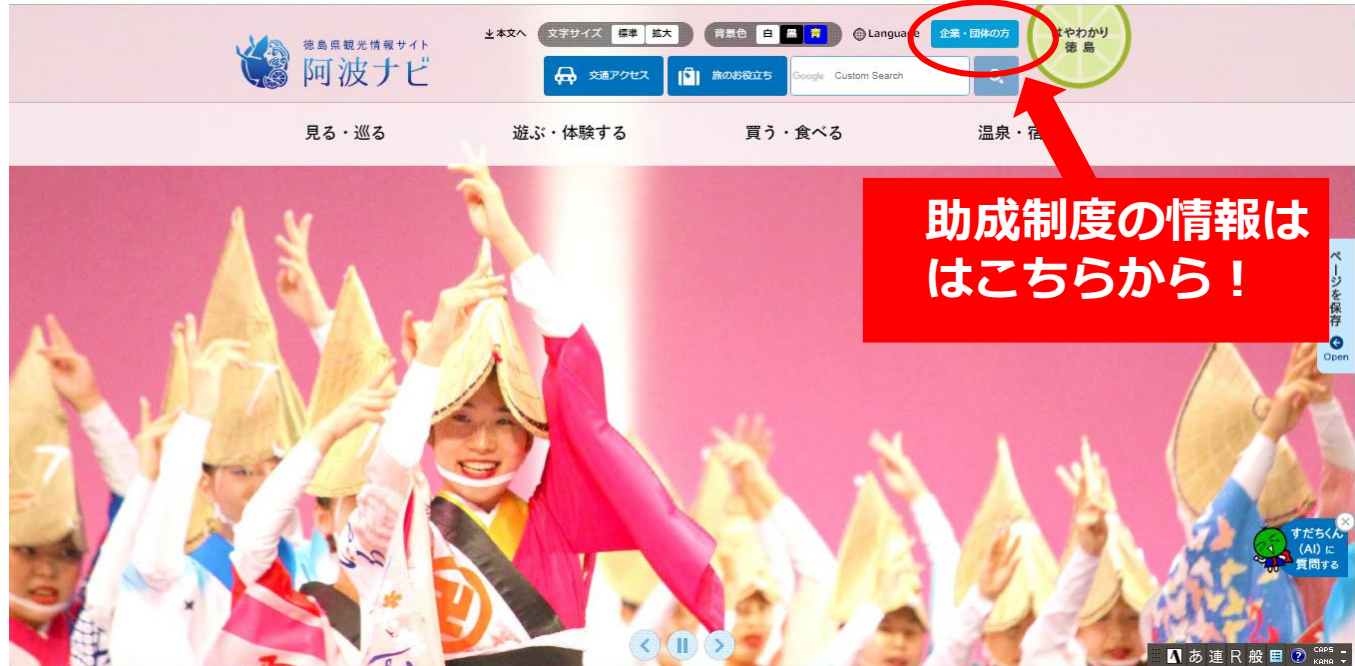 徳島県観光情報サイト
阿波ナビ
本文へ
文字サイズ 標準 拡大
背景色 白 黒 青
Language
企業・団体の方
はやわかり
徳島
交通アクセス
旅のお役立ち
Google Custom Search
見る・巡る
遊ぶ・体験する
買う・食べる
温泉・宿
助成制度の情報は
はこちらから！
ページを保存
Open
すだちくん
(AI) に
質問する
あ 連 R 般
CAPS
KANA